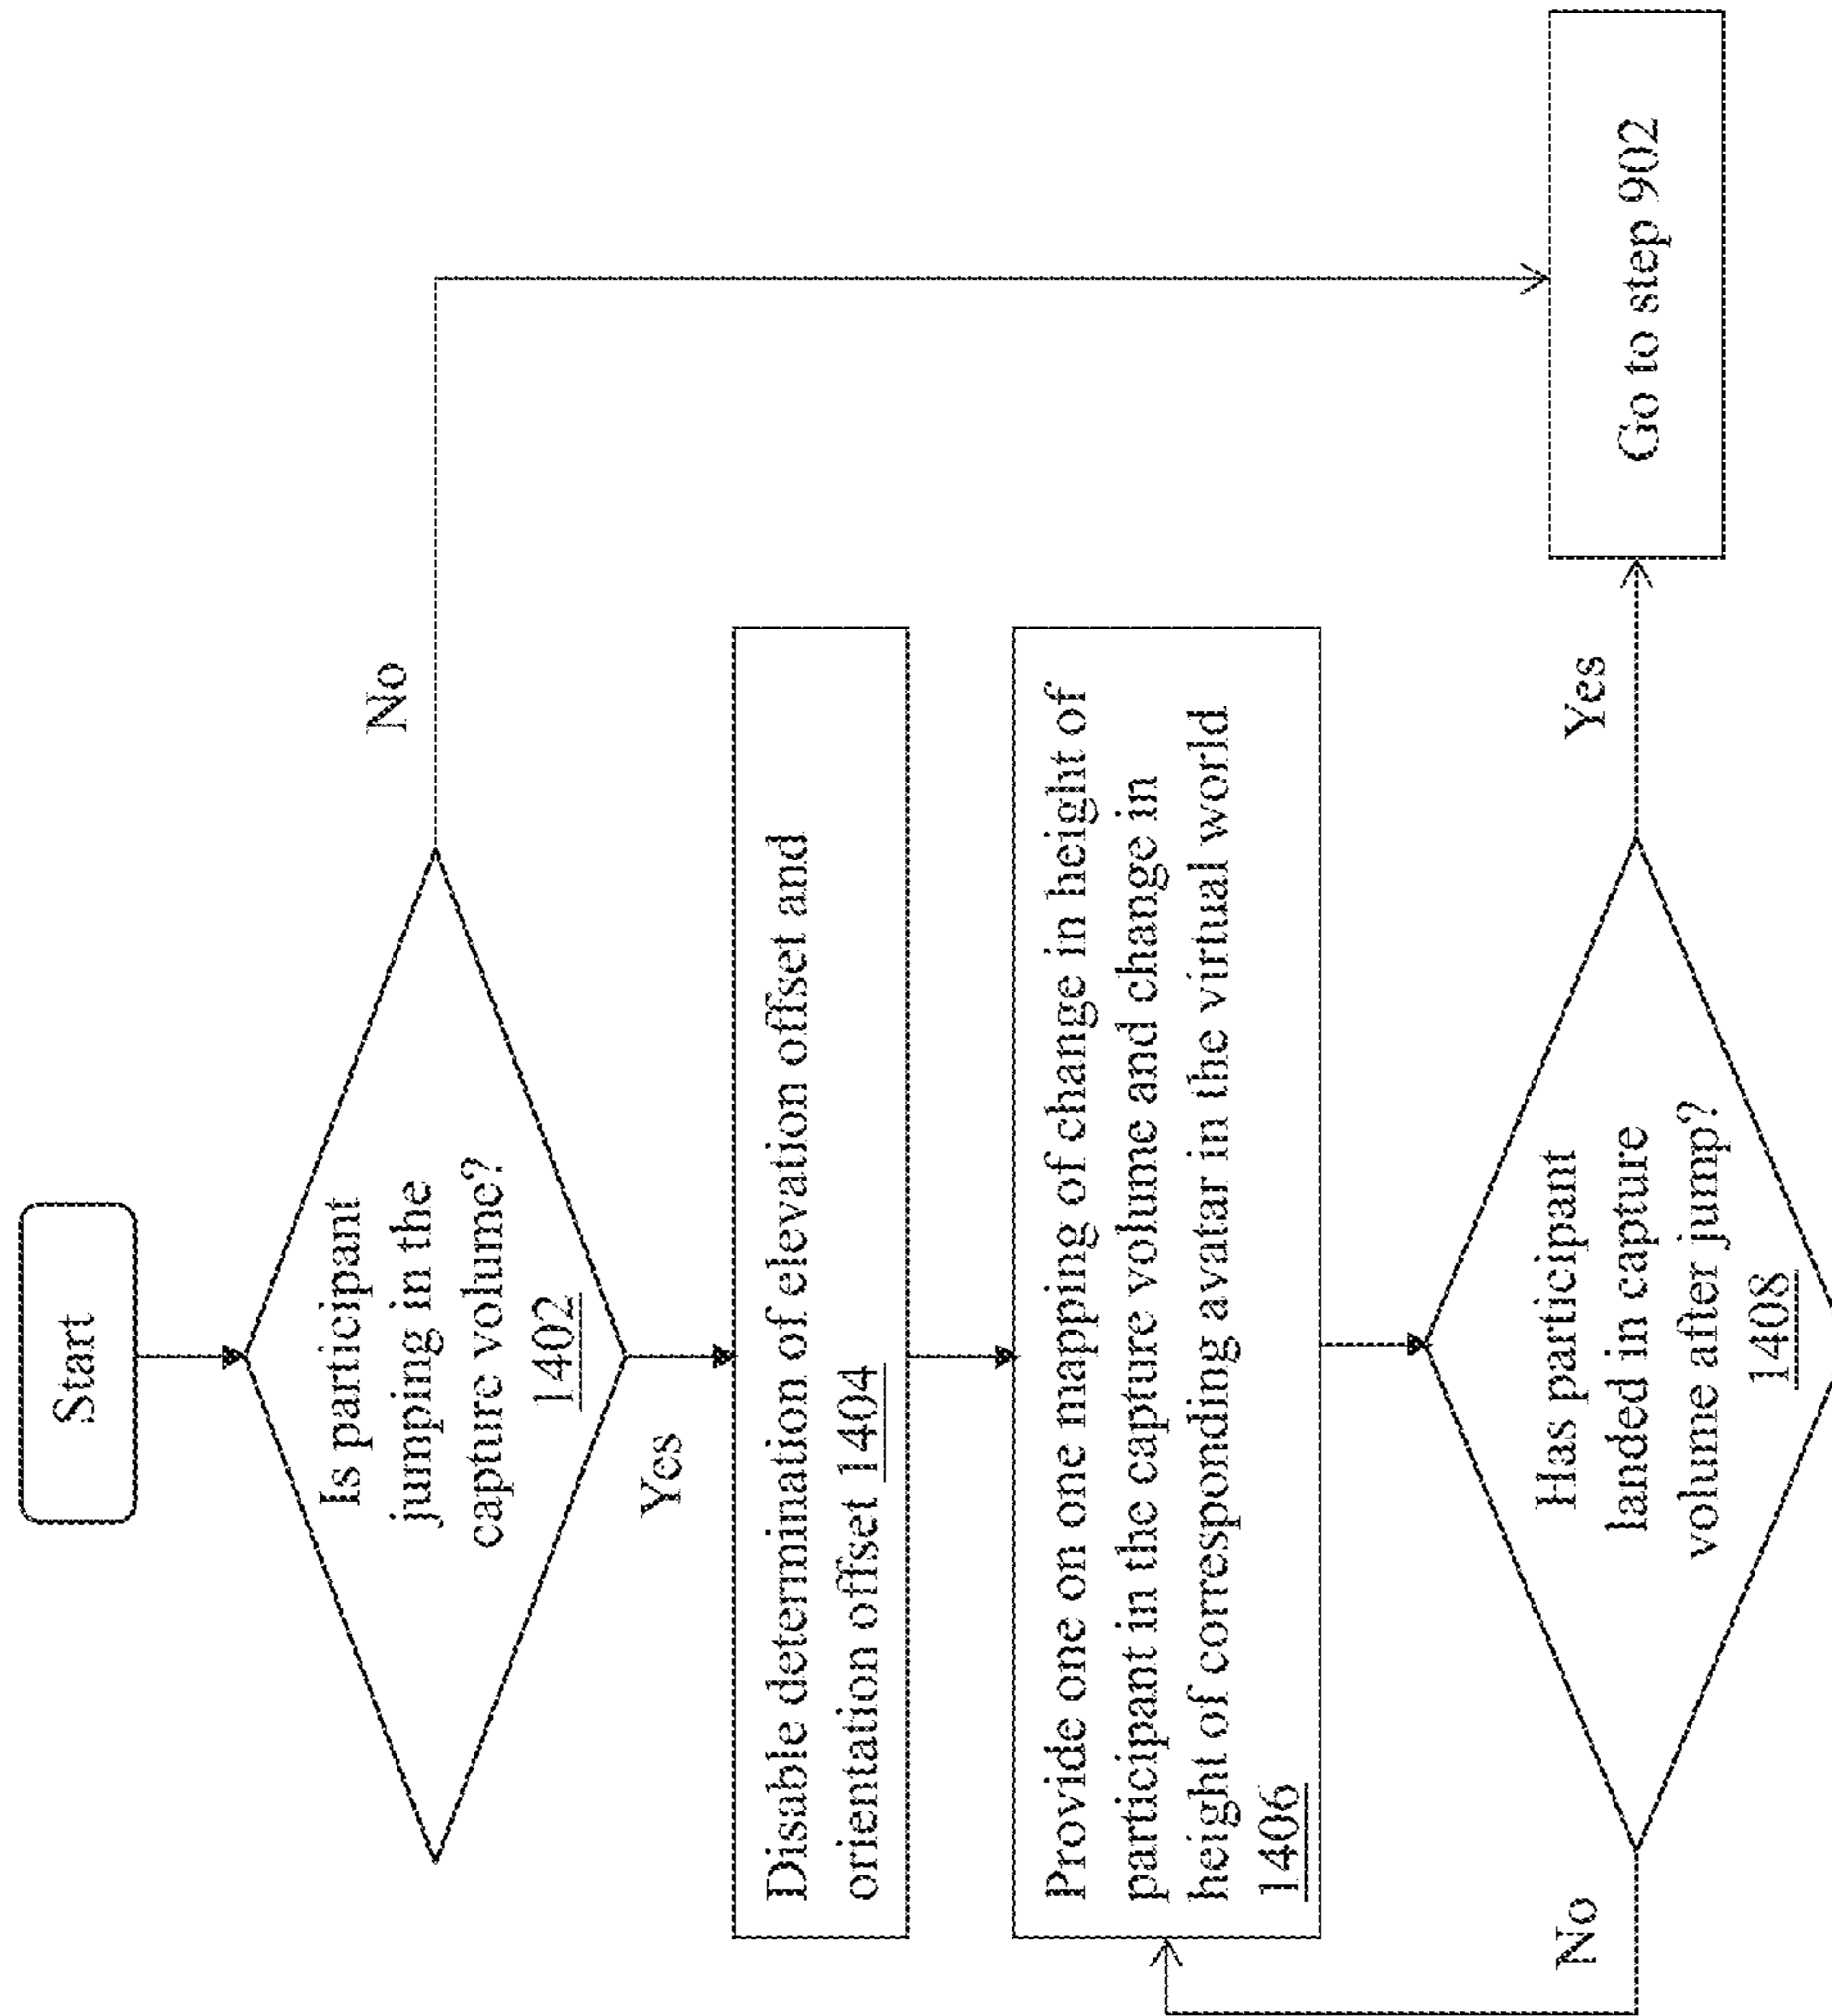 Start
Is participant
jumping in the
capture volume?
1402
No
Yes
Disable determination of elevation offset and
orientation offset 1404
Provide one on one mapping of change in height of
participant in the capture volume and change in
height of corresponding avatar in the virtual world
1406
Has participant
landed in capture
volume after jump?
1408
No
Yes
Go to step 902